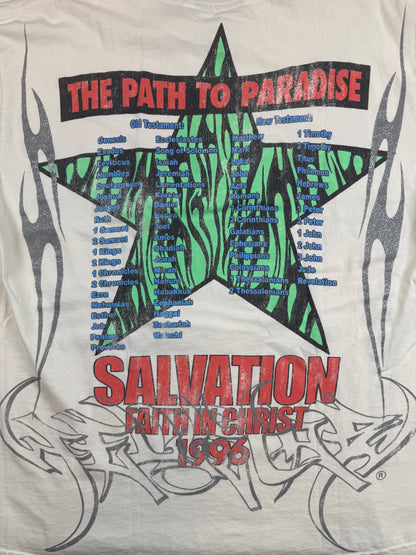 THE PATH TO PARADISE
Old Testament
Genesis
Exodus
Leviticus
Numbers
Deuteronomy
Joshua
Ruth
1 Samuel
2 Samuel
1 Kings
2 Kings
1 Chronicles
2 Chronicles
Ezra
Nehemiah
Esther
Job
Psalms
Proverbs
Ecclesiastes
Song of Solomon
Isaiah
Jeremiah
Lamentations
Ezekiel
Daniel
Hosea
Joel
Amos
Obadiah
Jonah
Micah
Nahum
Habakkuk
Zephaniah
Haggai
Zechariah
Malachi
New Testament
Matthew
Mark
Luke
John
Acts
Romans
1 Corinthians
2 Corinthians
Galatians
Ephesians
Philippians
Colossians
1 Thessalonians
2 Thessalonians
1 Timothy
2 Timothy
Titus
Philemon
Hebrews
James
1 Peter
2 Peter
1 John
2 John
3 John
Jude
Revelation
SALVATION
FAITH IN CHRIST
1996
®